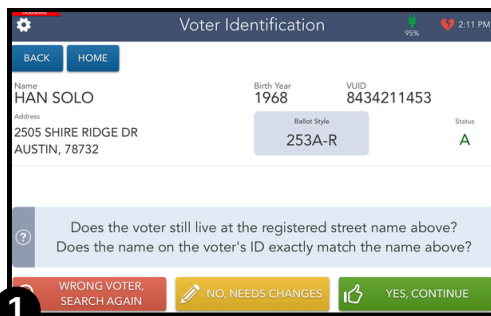 Voter Identification
95%
2:11 PM
BACK
HOME
Name
HAN SOLO
Birth Year
1968
VUID
8434211453
Address
2505 SHIRE RIDGE DR
AUSTIN, 78732
Ballot Style
253A-R
Status
A
Does the voter still live at the registered street name above?
Does the name on the voter's ID exactly match the name above?
WRONG VOTER,
SEARCH AGAIN
NO, NEEDS CHANGES
YES, CONTINUE
1